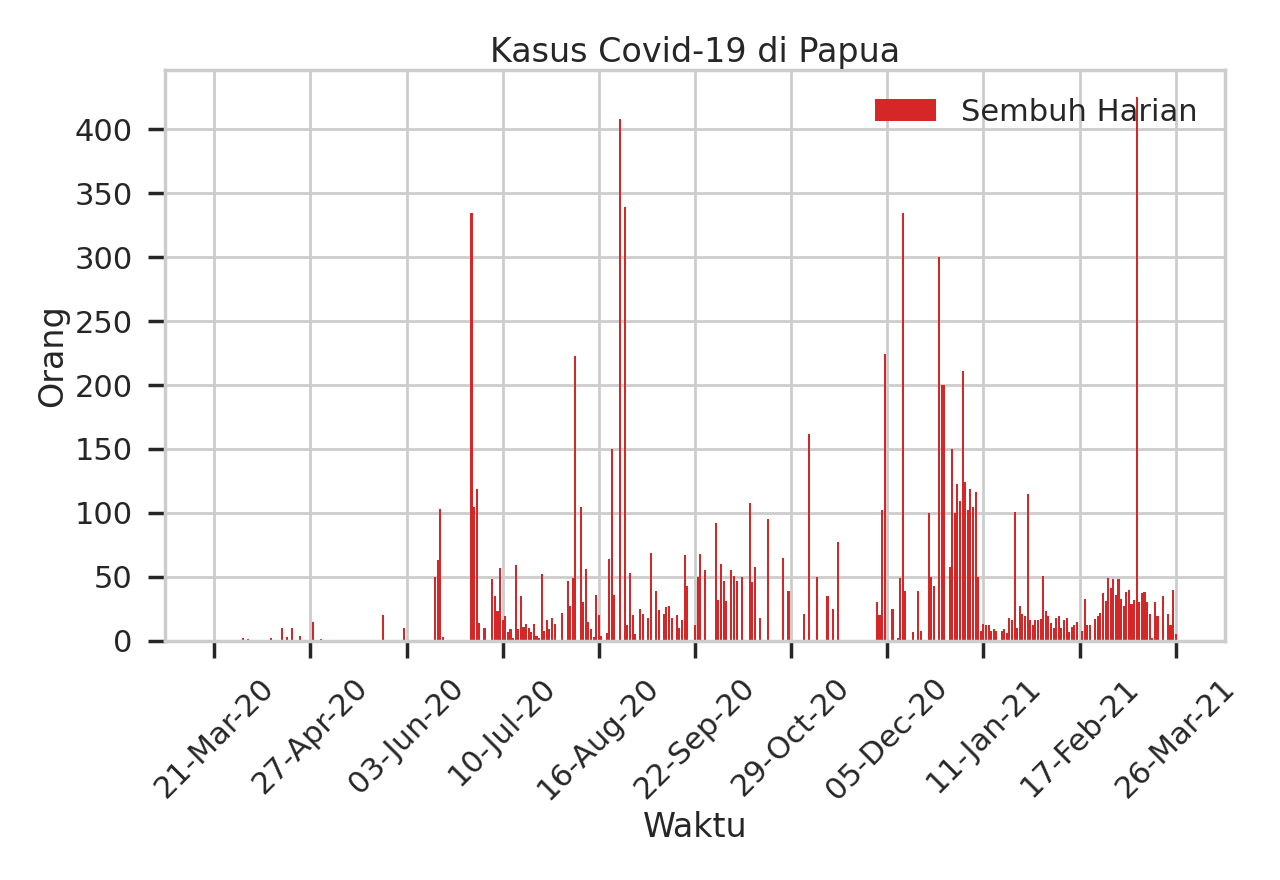 Kasus Covid-19 di Papua
Sembuh Harian
Orang
400
350
300
250
200
150
100
50
0
21-Mar-20
27-Apr-20
03-Jun-20
10-Jul-20
16-Aug-20
22-Sep-20
29-Oct-20
05-Dec-20
11-Jan-21
17-Feb-21
26-Mar-21
Waktu